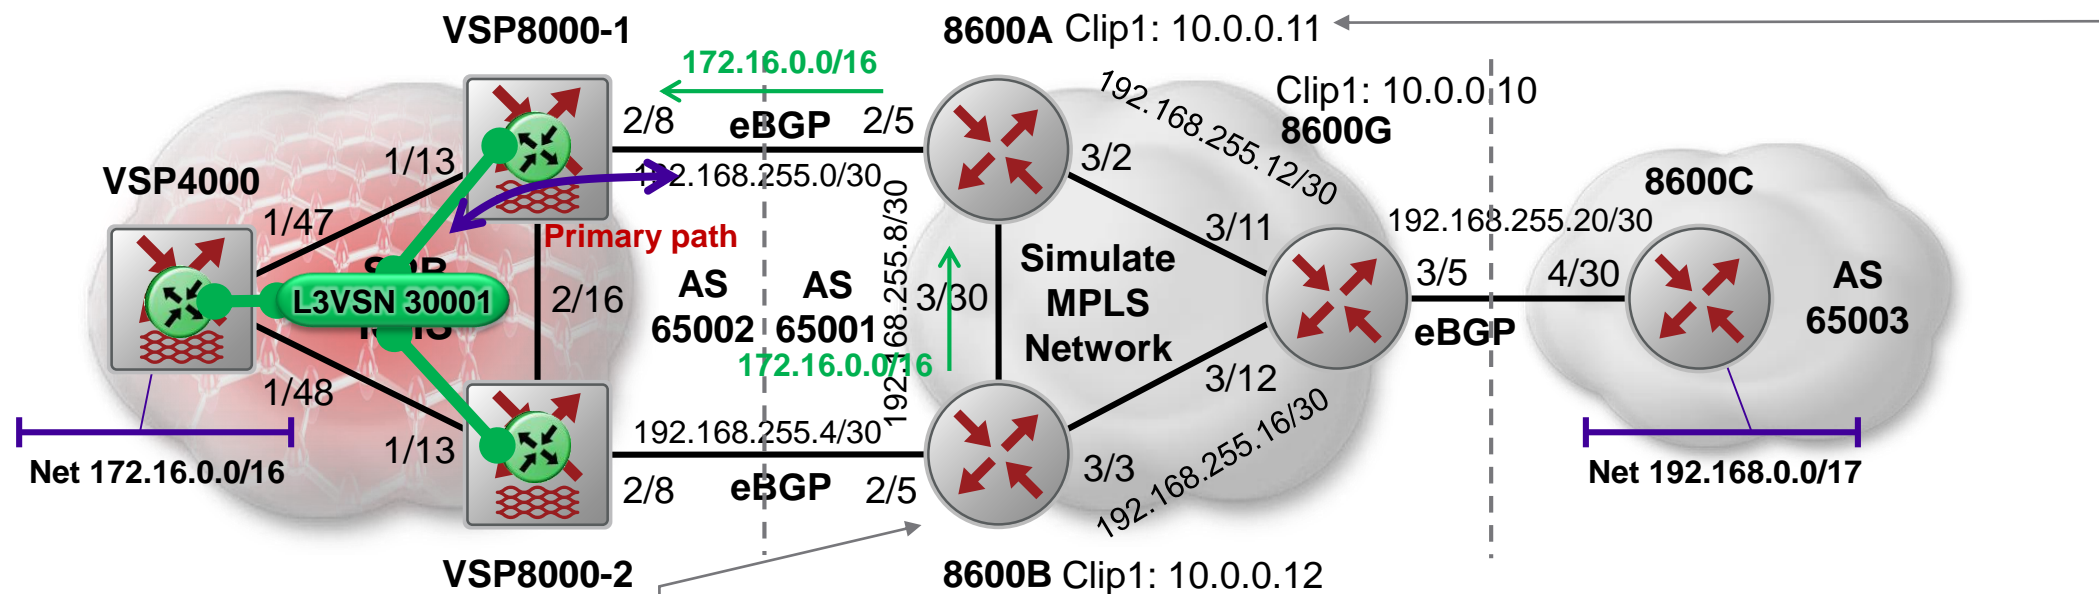 VSP8000-1
8600A Clip1: 10.0.0.11
172.16.0.0/16
Clip1: 10.0.0.10
8600G
2/8
eBGP
2/5
192.168.255.12/30
1/13
3/2
192.168.255.0/30
VSP4000
8600C
1/47
Primary path
192.168.255.8/30
3/11
192.168.255.20/30
L3VSN 30001
2/16
AS
65002
AS
65001
3/30
Simulate
MPLS
Network
3/5
4/30
eBGP
AS
65003
172.16.0.0/16
1/48
3/12
1/13
192.168.255.4/30
192.168.255.16/30
Net 172.16.0.0/16
2/8
eBGP
2/5
3/3
Net 192.168.0.0/17
VSP8000-2
8600B Clip1: 10.0.0.12